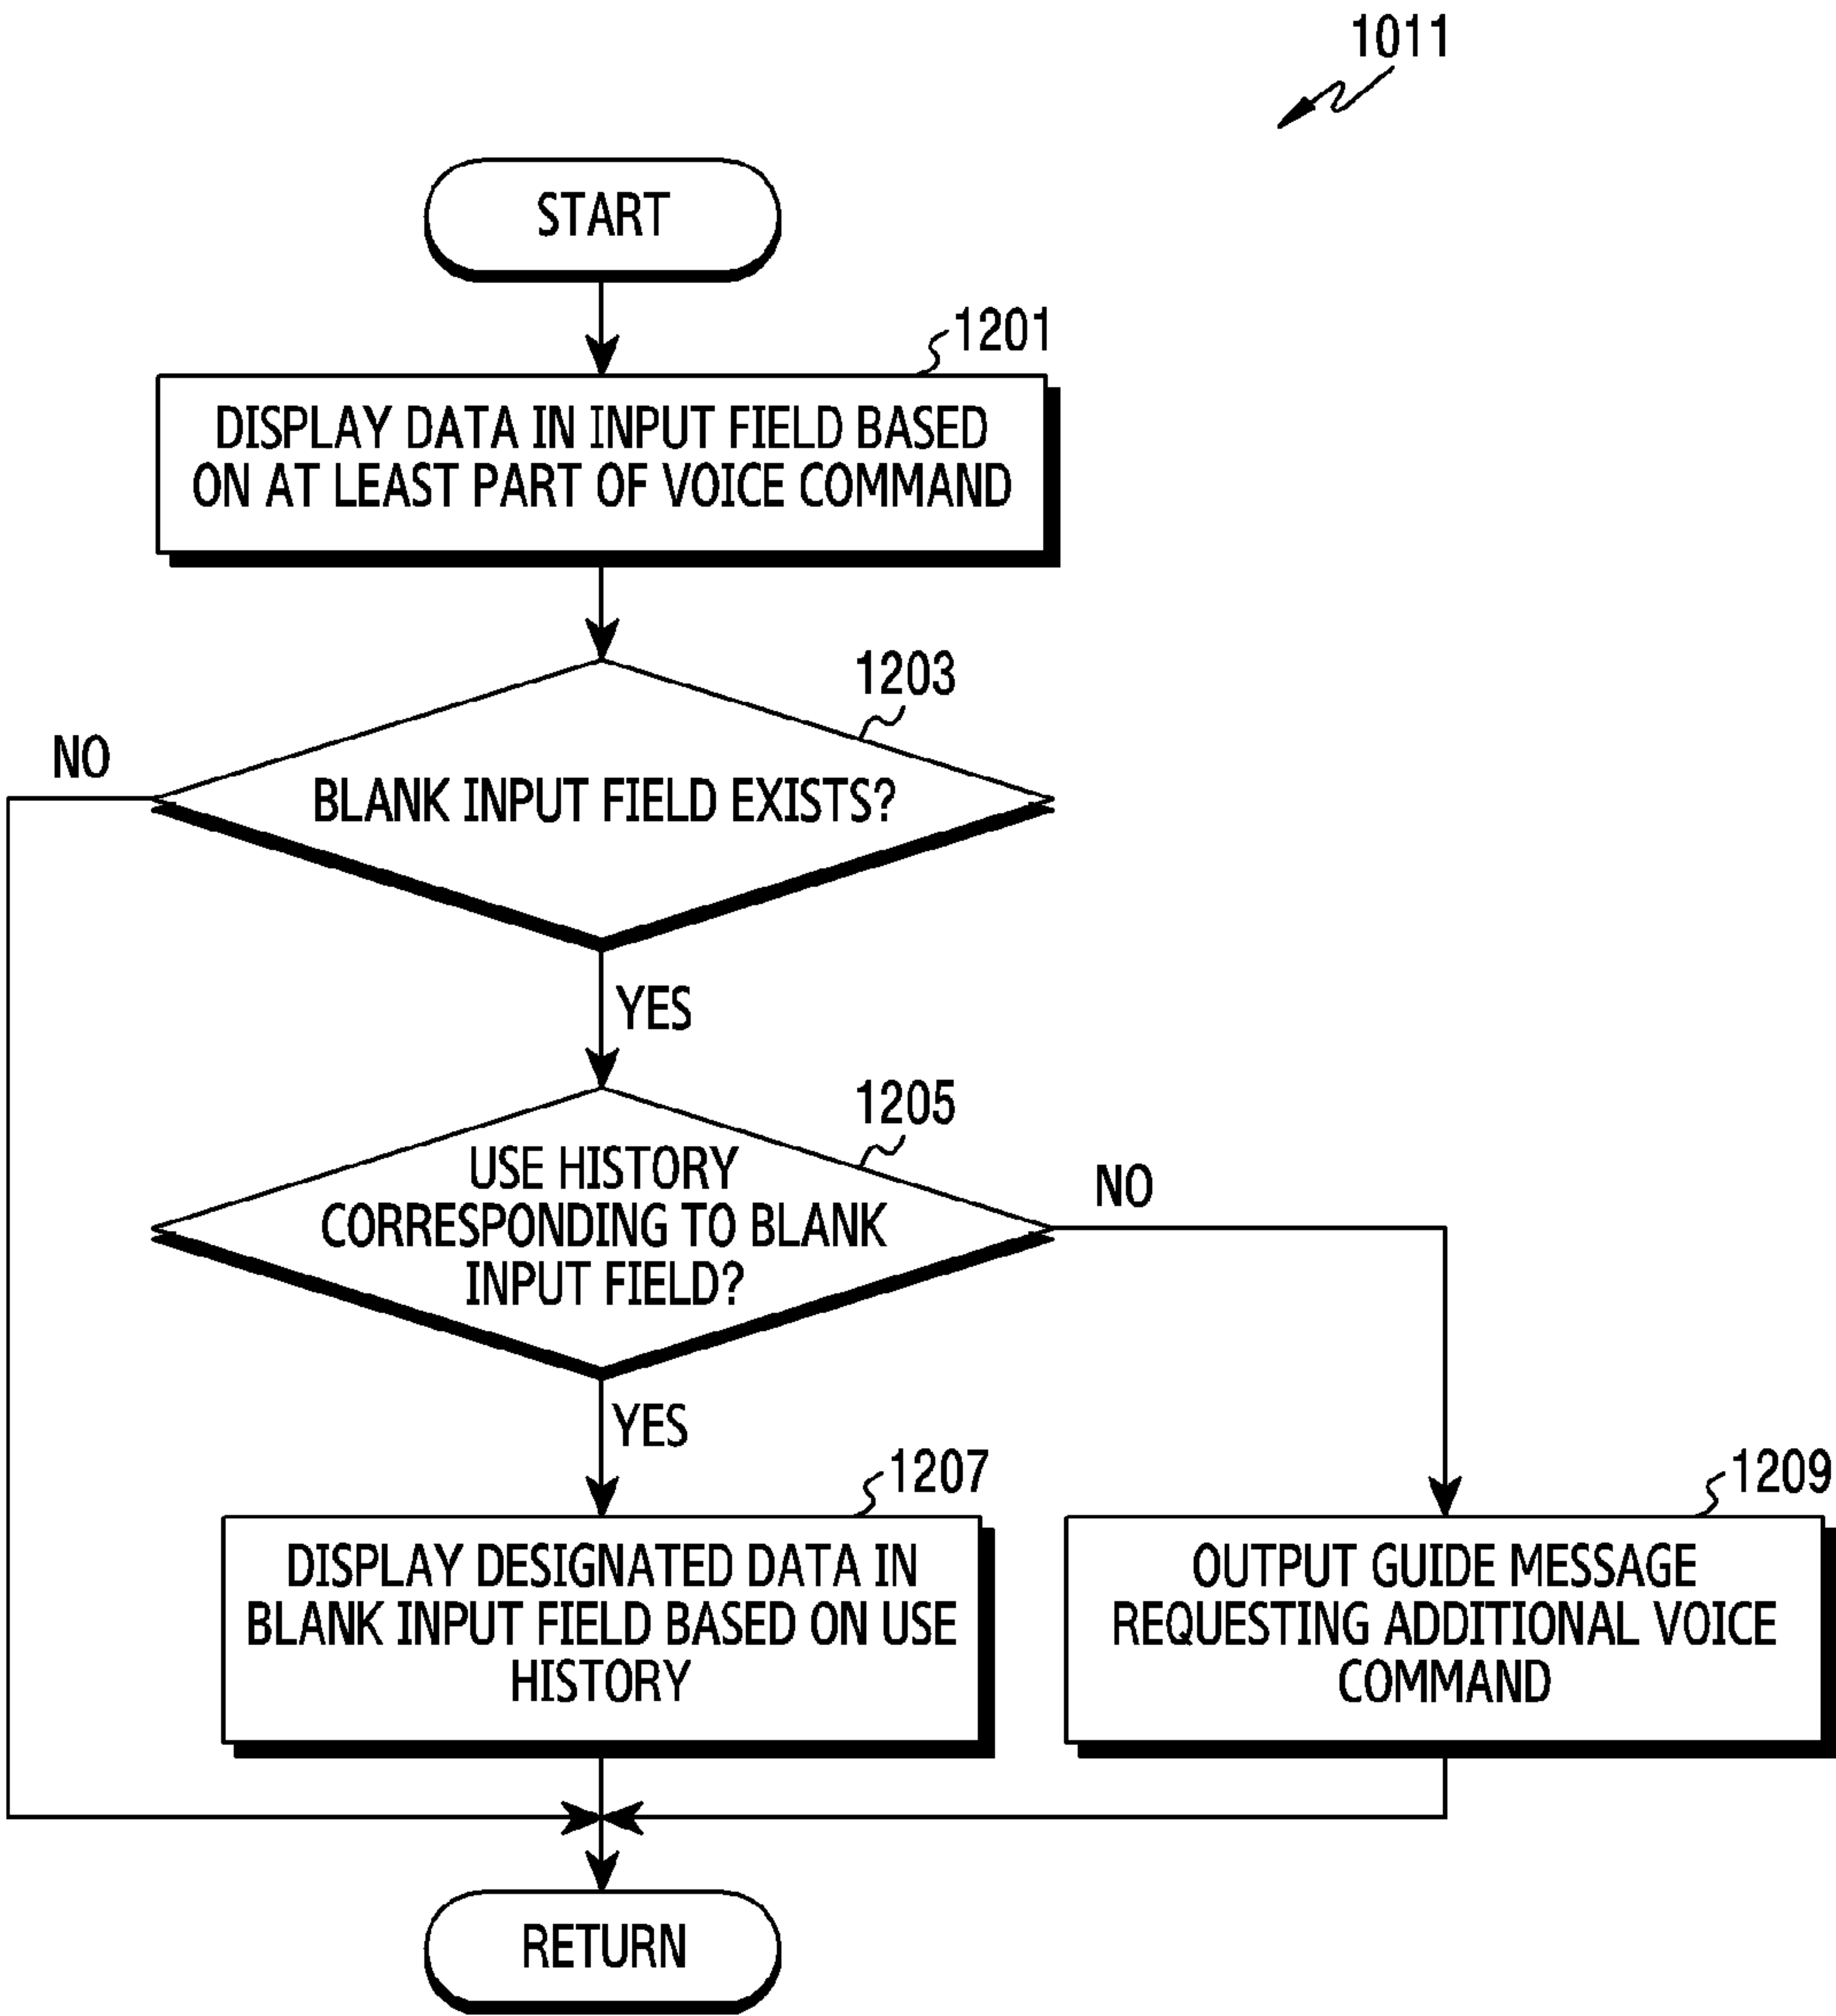 1011
START
1201
DISPLAY DATA IN INPUT FIELD BASED
ON AT LEAST PART OF VOICE COMMAND
1203
NO
BLANK INPUT FIELD EXISTS?
YES
1205
USE HISTORY
CORRESPONDING TO BLANK
INPUT FIELD?
NO
YES
1207
DISPLAY DESIGNATED DATA IN
BLANK INPUT FIELD BASED ON USE
HISTORY
1209
OUTPUT GUIDE MESSAGE
REQUESTING ADDITIONAL VOICE
COMMAND
RETURN